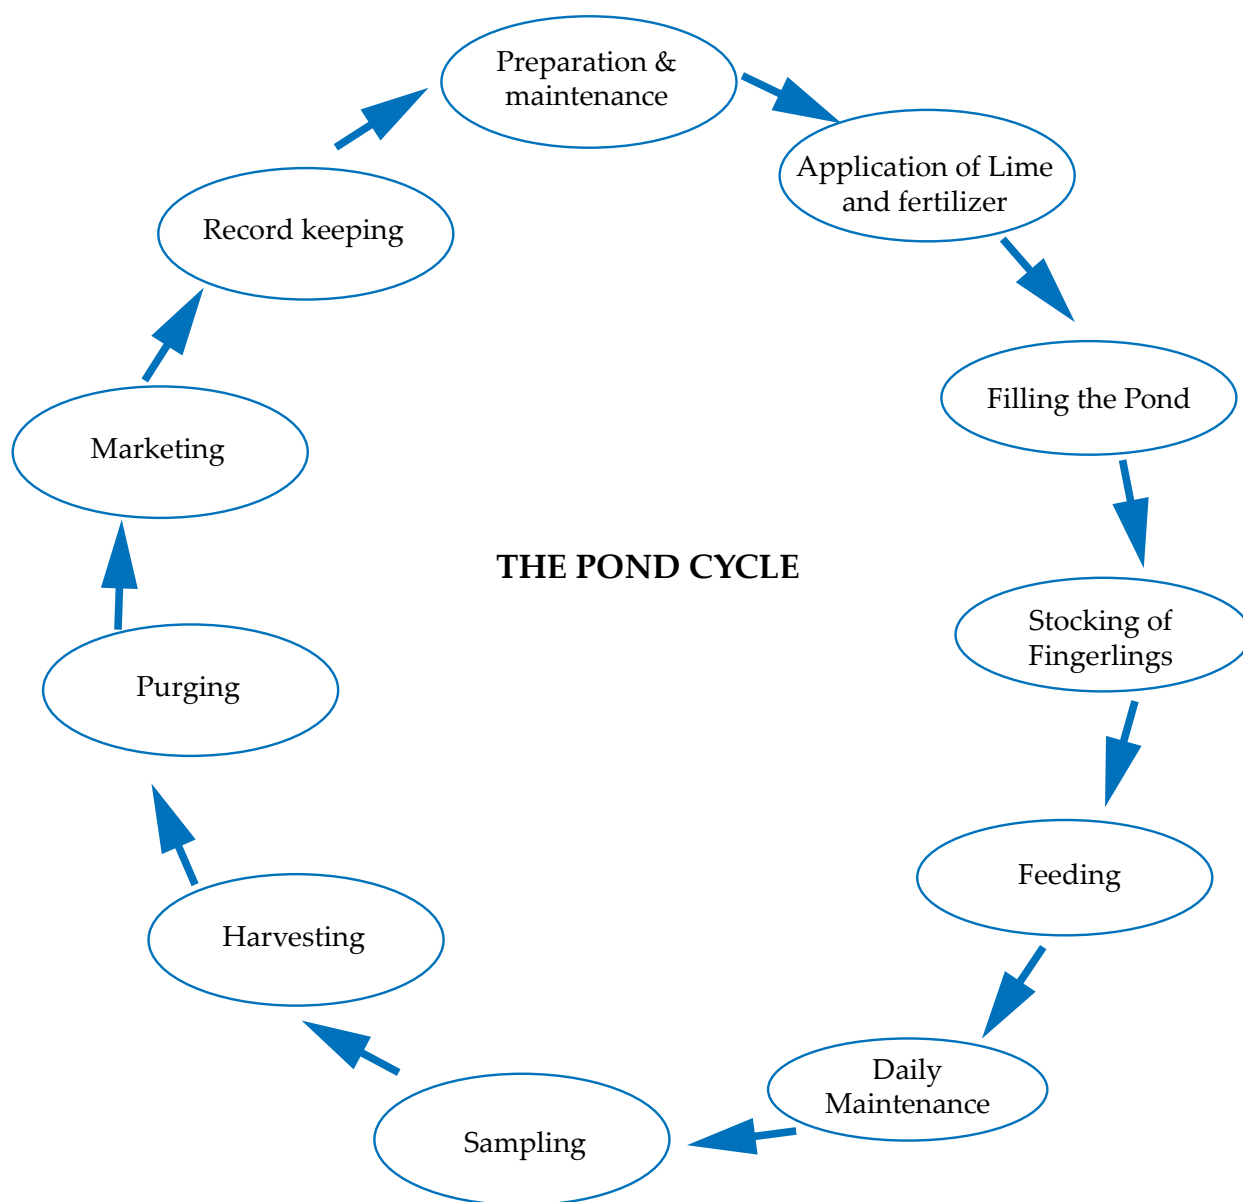 Preparation &
maintenance
Application of Lime
and fertilizer
Filling the Pond
Stocking of
Fingerlings
Feeding
Daily
Maintenance
Sampling
Harvesting
Purging
Marketing
Record keeping
THE POND CYCLE